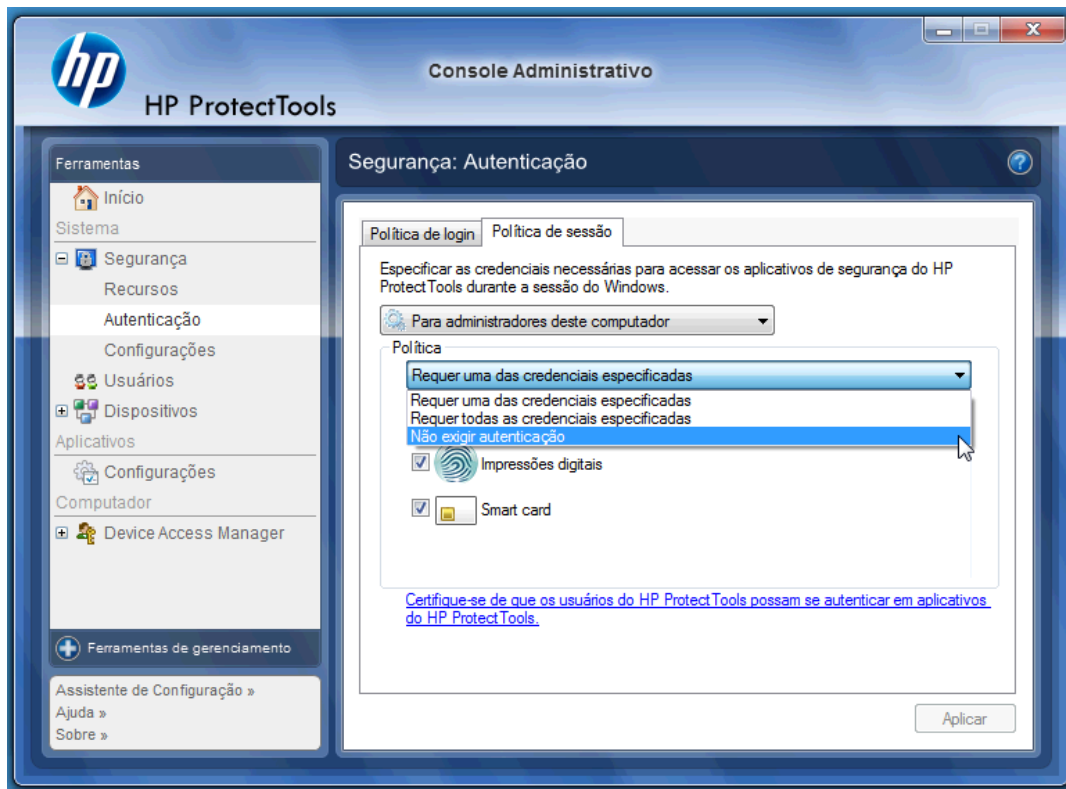 hp
Console Administrativo
HP ProtectTools
Ferramentas
Início
Sistema
Segurança
Recursos
Autenticação
Configurações
Usuários
Dispositivos
Aplicativos
Configurações
Computador
Device Access Manager
Ferramentas de gerenciamento
Assistente de Configuração »
Ajuda »
Sobre »
Segurança: Autenticação
?
Política de login
Política de sessão
Especificar as credenciais necessárias para acessar os aplicativos de segurança do HP
ProtectTools durante a sessão do Windows.
Para administradores deste computador
Política
Requer uma das credenciais especificadas
Requer uma das credenciais especificadas
Requer todas as credenciais especificadas
Não exigir autenticação
Impressões digitais
Smart card
Certifique-se de que os usuários do HP ProtectTools possam se autenticar em aplicativos
do HP ProtectTools.
Aplicar